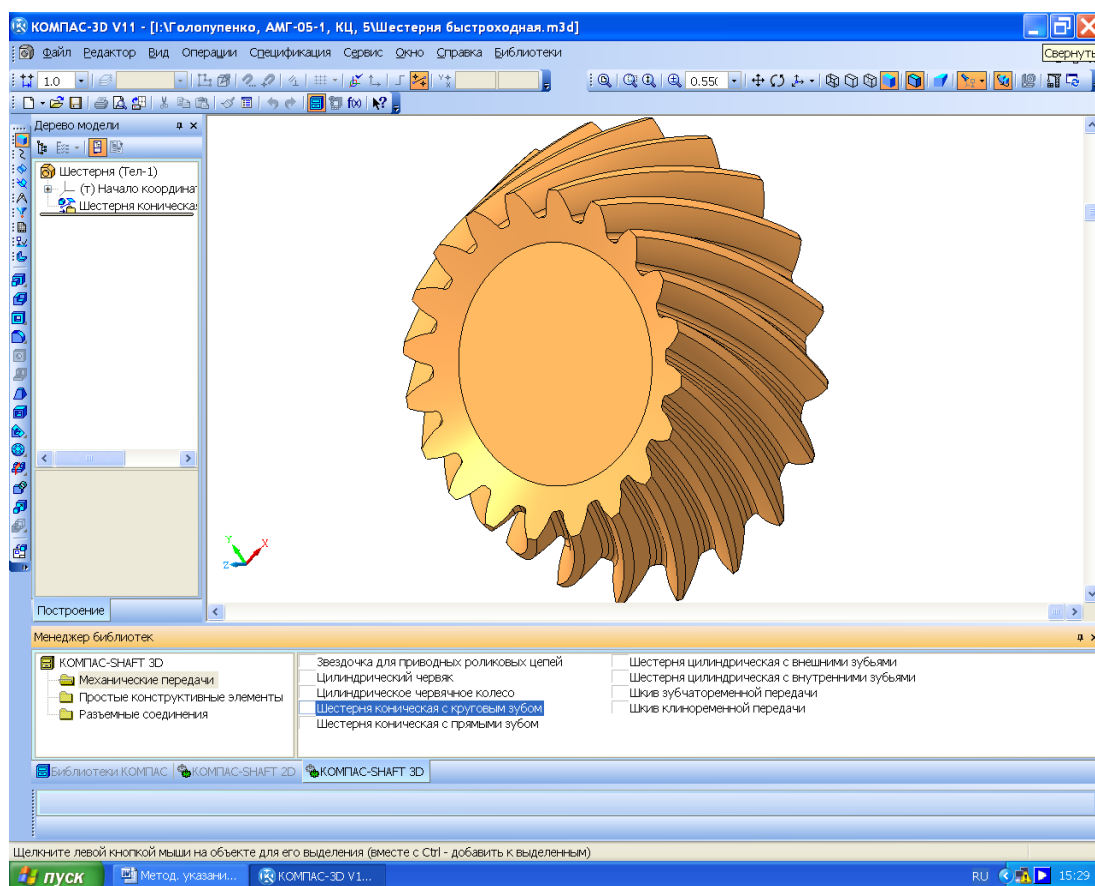 КОМПАС-3D V11 - [I:\Голопупенко, АМГ-05-1, КЦ, 5\Шестерня быстроходная.m3d]
Файл Редактор Вид Операции Спецификация Сервис Окно Справка Библиотеки
Свернуть
1.0
0.55(
f(x)
Дерево модели
Шестерня (Тел-1)
(т) Начало координат
Шестерня коническая
Y X
Z
Построение
Менеджер библиотек
КОМПАС-SHAFT 3D
Механические передачи
Простые конструктивные элементы
Разъемные соединения
Звездочка для приводных роликовых цепей
Цилиндрический червяк
Цилиндрическое червячное колесо
Шестерня коническая с круговым зубом
Шестерня коническая с прямыми зубом
Шестерня цилиндрическая с внешними зубьями
Шестерня цилиндрическая с внутренними зубьями
Шкив зубчатоременной передачи
Шкив клиноременной передачи
Библиотеки КОМПАС КОМПАС-SHAFT 2D КОМПАС-SHAFT 3D
Щелкните левой кнопкой мыши на объекте для его выделения (вместе с Ctrl - добавить к выделенным)
пуск Метод. указани... КОМПАС-3D V1... RU 15:29